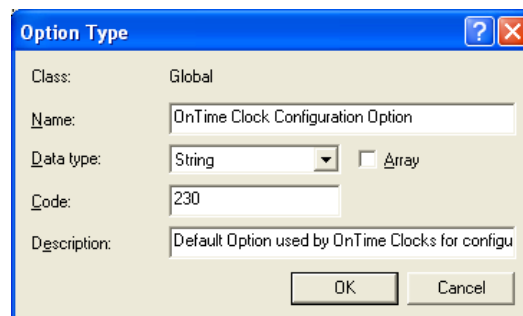 Option Type
Class: Global
Name: OnTime Clock Configuration Option
Data type: String Array
Code: 230
Description: Default Option used by OnTime Clocks for configu
OK Cancel